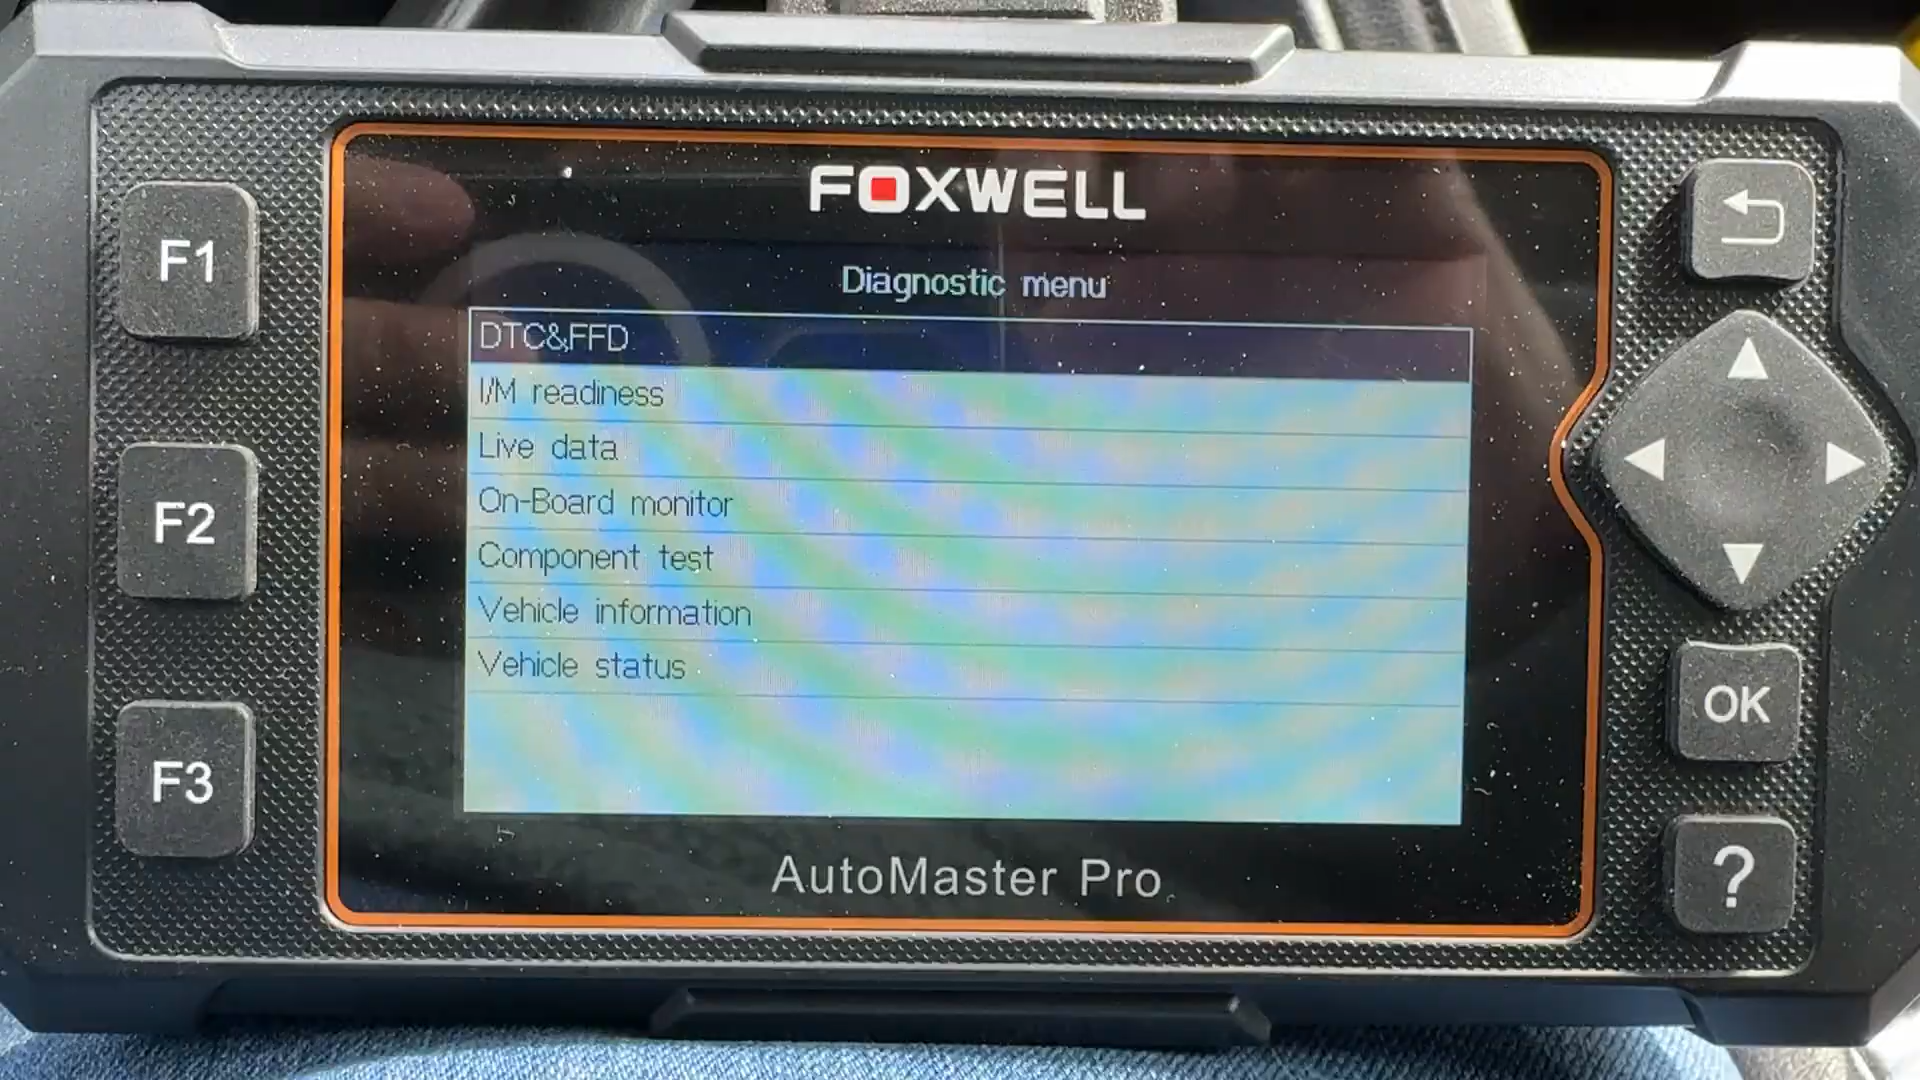 FOXWELL
Diagnostic menu
DTC&FFD
I/M readiness
Live data
On-Board monitor
Component test
Vehicle information
Vehicle status
AutoMaster Pro
F1
F2
F3
OK
?